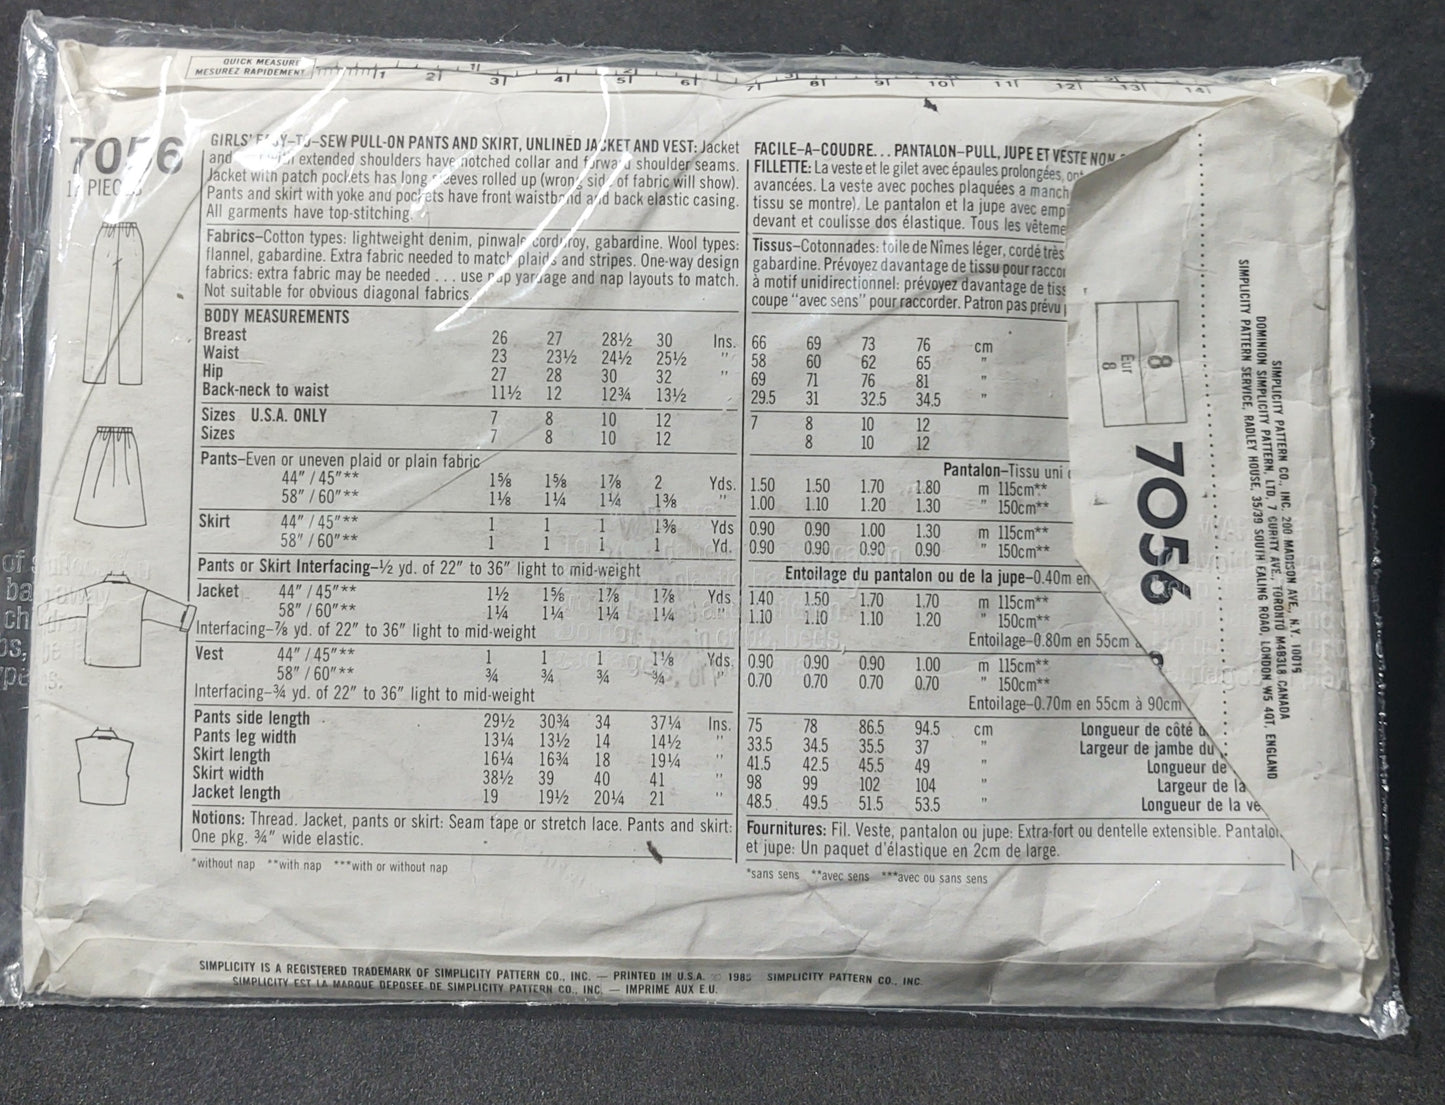 QUICK MEASURE
MESUREZ RAPIDEMENT
1 2 3 4 5 6 7 8 9 10 11 12 13 14
7056
PIECES
GIRLS' EASY-TO-SEW PULL-ON PANTS AND SKIRT, UNLINED JACKET AND VEST: Jacket
and with extended shoulders have notched collar and forward shoulder seams.
Jacket with patch pockets has long sleeves rolled up (wrong side of fabric will show).
Pants and skirt with yoke and pockets have front waistband and back elastic casing.
All garments have top-stitching.
Fabrics–Cotton types: lightweight denim, pinwale corduroy, gabardine. Wool types:
flannel, gabardine. Extra fabric needed to match plaids and stripes. One-way design
fabrics: extra fabric may be needed . . . use nap yardage and nap layouts to match.
Not suitable for obvious diagonal fabrics.
BODY MEASUREMENTS
Breast 26 27 28½ 30 Ins.
Waist 23 23½ 24½ 25½ "
Hip 27 28 30 32 "
Back-neck to waist 11½ 12 12¾ 13½
Sizes U.S.A. ONLY 7 8 10 12
Sizes 7 8 10 12
Pants–Even or uneven plaid or plain fabric
44" / 45"** 1⅝ 1⅝ 1⅞ 2 Yds.
58" / 60"** 1⅛ 1¼ 1¼ 1⅜ "
Skirt 44" / 45"** 1 1 1 1⅜ Yds
58" / 60"** 1 1 1 1 Yd.
Pants or Skirt Interfacing–½ yd. of 22" to 36" light to mid-weight
Jacket 44" / 45"** 1½ 1⅝ 1⅞ 1⅞ Yds
58" / 60"** 1¼ 1¼ 1¼ 1¼ "
Interfacing–⅞ yd. of 22" to 36" light to mid-weight
Vest 44" / 45"** 1 1 1 1⅛ Yds.
58" / 60"** ¾ ¾ ¾ ¾ "
Interfacing–¾ yd. of 22" to 36" light to mid-weight
Pants side length 29½ 30¾ 34 37¼ Ins.
Pants leg width 13¼ 13½ 14 14½ "
Skirt length 16¼ 16¾ 18 19¼ "
Skirt width 38½ 39 40 41 "
Jacket length 19 19½ 20¼ 21 "
Notions: Thread. Jacket, pants or skirt: Seam tape or stretch lace. Pants and skirt:
One pkg. ¾" wide elastic.
*without nap **with nap ***with or without nap
FACILE-A-COUDRE... PANTALON-PULL, JUPE ET VESTE NON
FILLETTE: La veste et le gilet avec épaules prolongées, ont
avancées. La veste avec poches plaquées a manch
tissu se montre). Le pantalon et la jupe avec emp
devant et coulisse dos élastique. Tous les vêteme
Tissus–Cotonnades: toile de Nîmes léger, cordé très
gabardine. Prévoyez davantage de tissu pour raccor
à motif unidirectionnel: prévoyez davantage de tiss
coupe "avec sens" pour raccorder. Patron pas prévu
66 69 73 76 cm
58 60 62 65 "
69 71 76 81 "
29.5 31 32.5 34.5 "
7 8 10 12
8 10 12
Pantalon–Tissu uni
1.50 1.50 1.70 1.80 m 115cm**
1.00 1.10 1.20 1.30 " 150cm**
0.90 0.90 1.00 1.30 m 115cm**
0.90 0.90 0.90 0.90 " 150cm**
Entoilage du pantalon ou de la jupe–0.40m en
1.40 1.50 1.70 1.70 m 115cm**
1.10 1.10 1.10 1.20 " 150cm**
Entoilage–0.80m en 55cm
0.90 0.90 0.90 1.00 m 115cm**
0.70 0.70 0.70 0.70 " 150cm**
Entoilage–0.70m en 55cm à 90cm
75 78 86.5 94.5 cm Longueur de côté
33.5 34.5 35.5 37 " Largeur de jambe du
41.5 42.5 45.5 49 " Longueur de
98 99 102 104 " Largeur de la
48.5 49.5 51.5 53.5 " Longueur de la ve
Fournitures: Fil. Veste, pantalon ou jupe: Extra-fort ou dentelle extensible. Pantalon
et jupe: Un paquet d'élastique en 2cm de large.
*sans sens **avec sens ***avec ou sans sens
8
Eur
8
7056
SIMPLICITY PATTERN CO., INC. 200 MADISON AVE., N.Y. 10016
DOMINION SIMPLICITY PATTERN, LTD, 7 CURITY AVE., TORONTO M4B3L8 CANADA
SIMPLICITY PATTERN SERVICE, RADLEY HOUSE, 35/39 SOUTH EALING ROAD, LONDON W5 4QT, ENGLAND
SIMPLICITY IS A REGISTERED TRADEMARK OF SIMPLICITY PATTERN CO., INC. — PRINTED IN U.S.A. © 1985 SIMPLICITY PATTERN CO., INC.
SIMPLICITY EST LA MARQUE DEPOSEE DE SIMPLICITY PATTERN CO., INC. — IMPRIME AUX E.U.